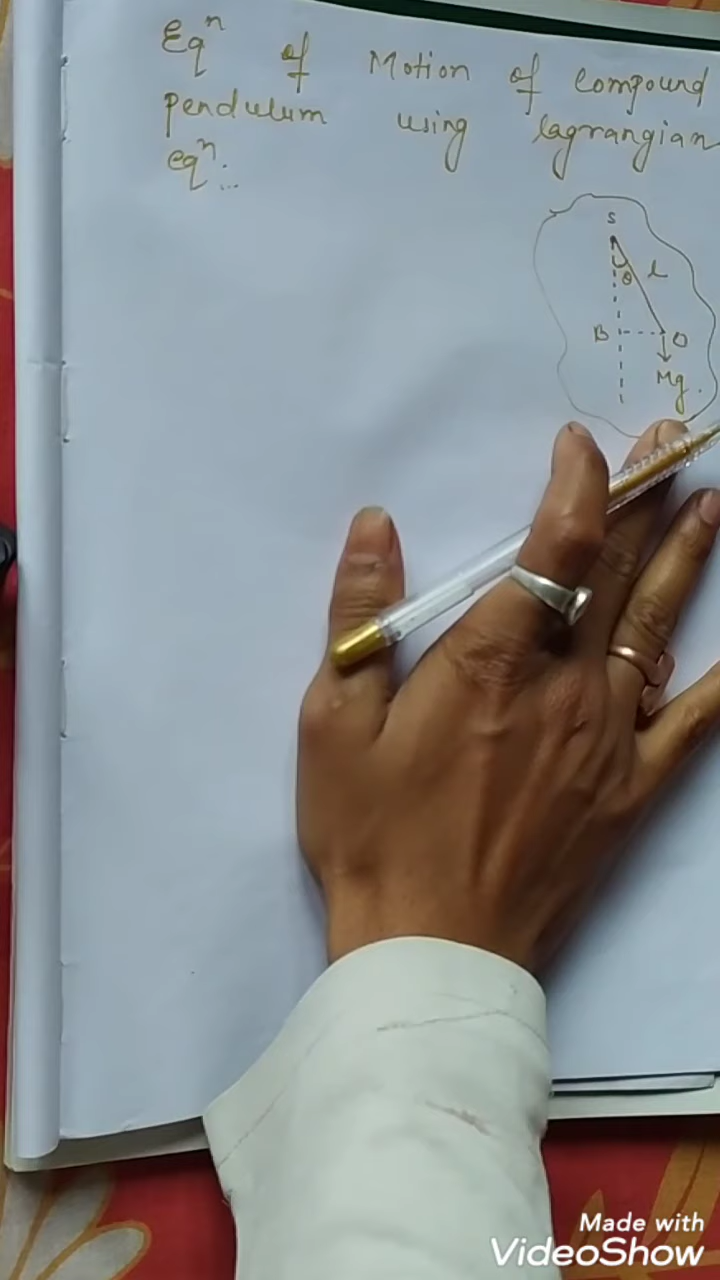 Eqⁿ of Motion of compound
pendulum using lagrangian
eqⁿ:
S
θ l
B O
Mg.
Made with
VideoShow